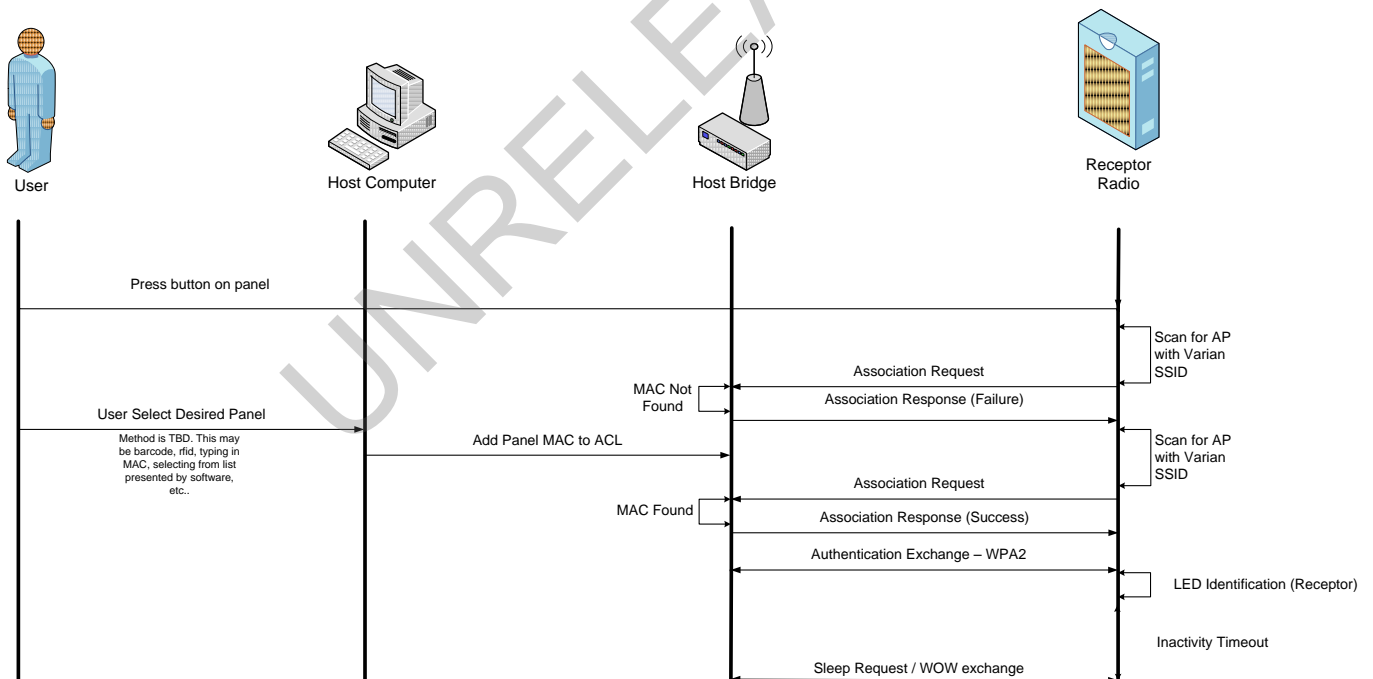 UNRELEA
User
Host Computer
Host Bridge
Receptor
Radio
Press button on panel
Scan for AP
with Varian
SSID
Association Request
MAC Not
Found
Association Response (Failure)
User Select Desired Panel
Method is TBD. This may
be barcode, rfid, typing in
MAC, selecting from list
presented by software,
etc..
Add Panel MAC to ACL
Scan for AP
with Varian
SSID
Association Request
MAC Found
Association Response (Success)
Authentication Exchange – WPA2
LED Identification (Receptor)
Inactivity Timeout
Sleep Request / WOW exchange